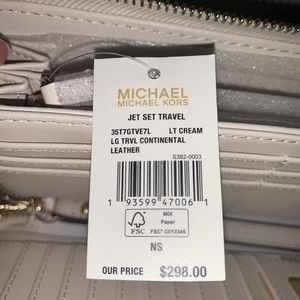 MICHAEL
MICHAEL KORS
JET SET TRAVEL
35T7GTVE7L LT CREAM
LG TRVL CONTINENTAL
LEATHER
S382-0003
1 93599 47006 1
FSC
MIX
Paper
FSC® C012345
NS
OUR PRICE $298.00